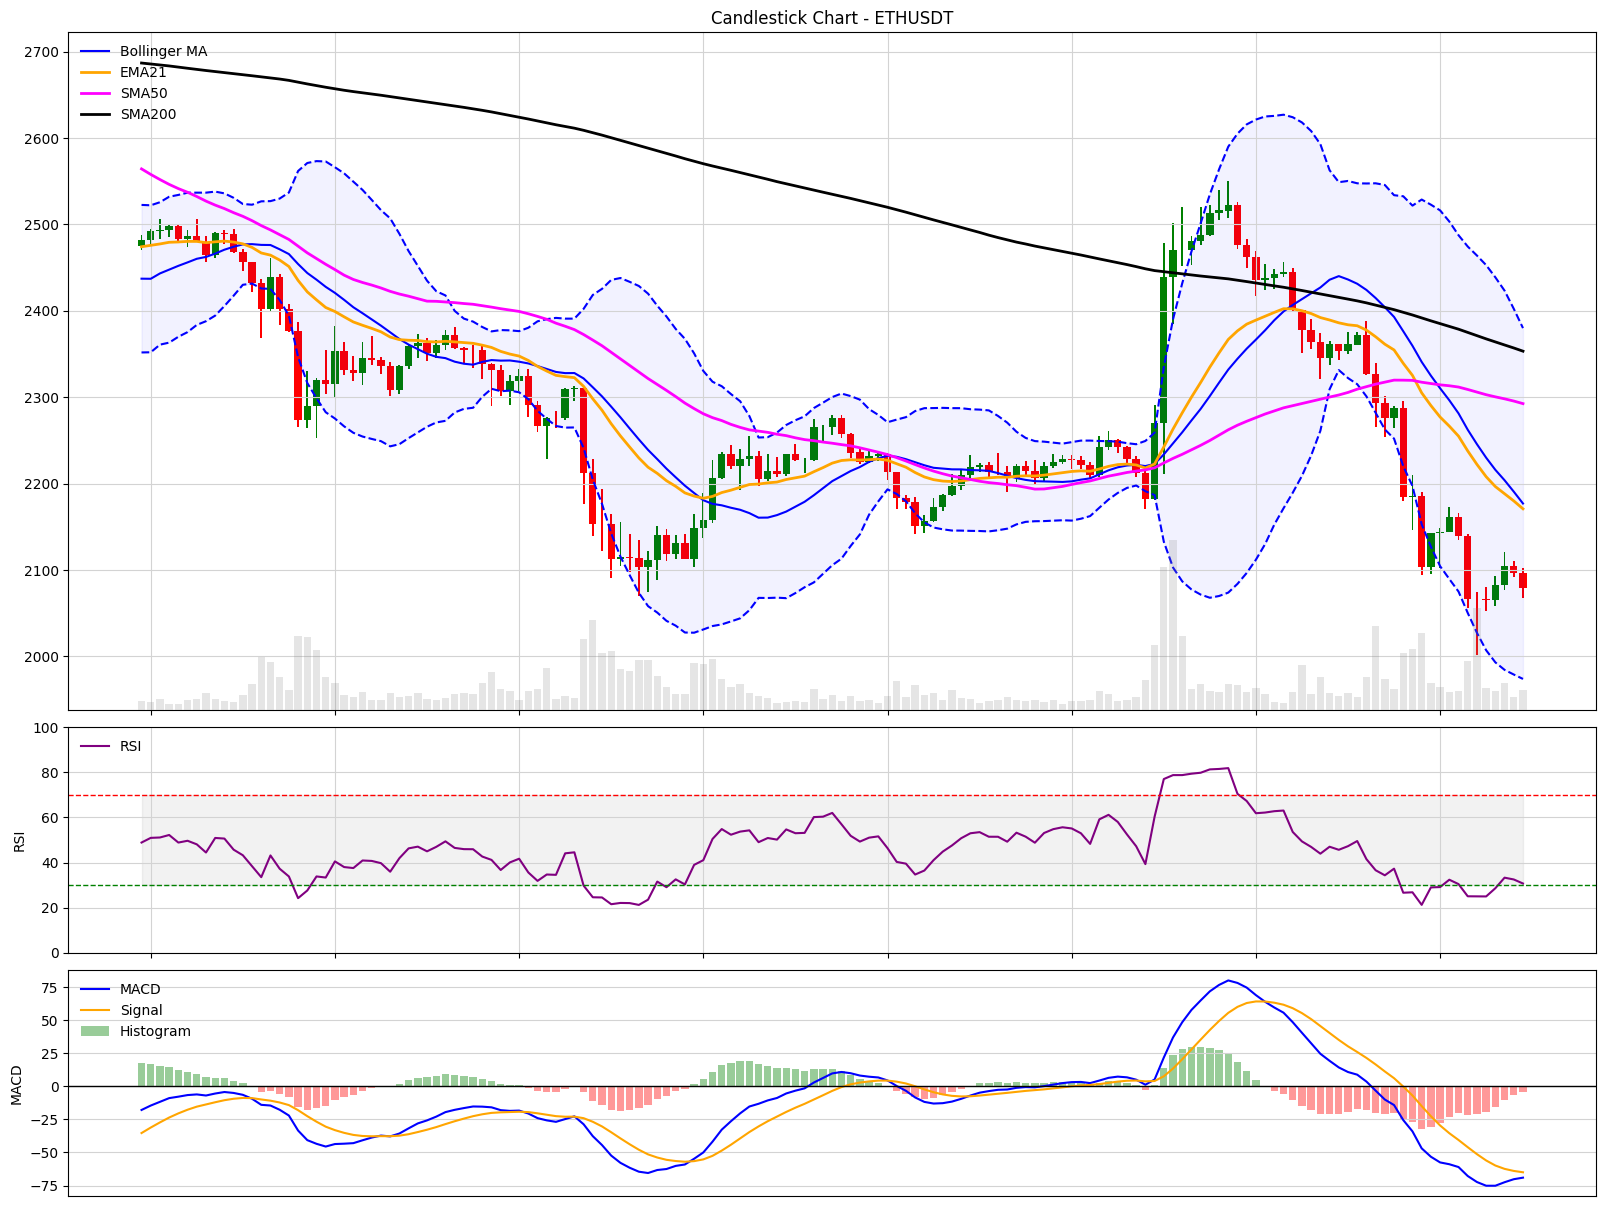 Candlestick Chart - ETHUSDT
Bollinger MA
EMA21
SMA50
SMA200
2700
2600
2500
2400
2300
2200
2100
2000
RSI
100
80
60
40
20
0
RSI
MACD
Signal
Histogram
75
50
25
0
−25
−50
−75
MACD